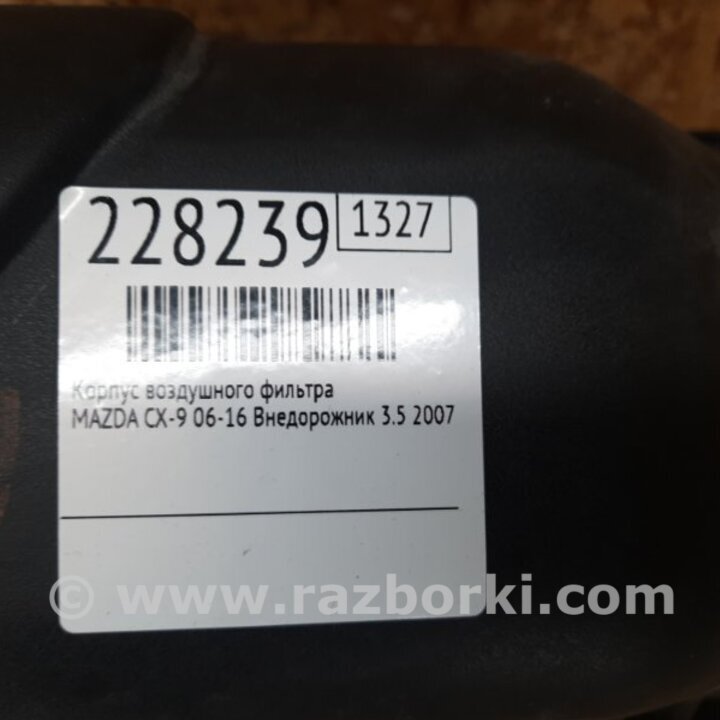 228239 1327
Корпус воздушного фильтра
MAZDA CX-9 06-16 Внедорожник 3.5 2007
© www.razborki.com